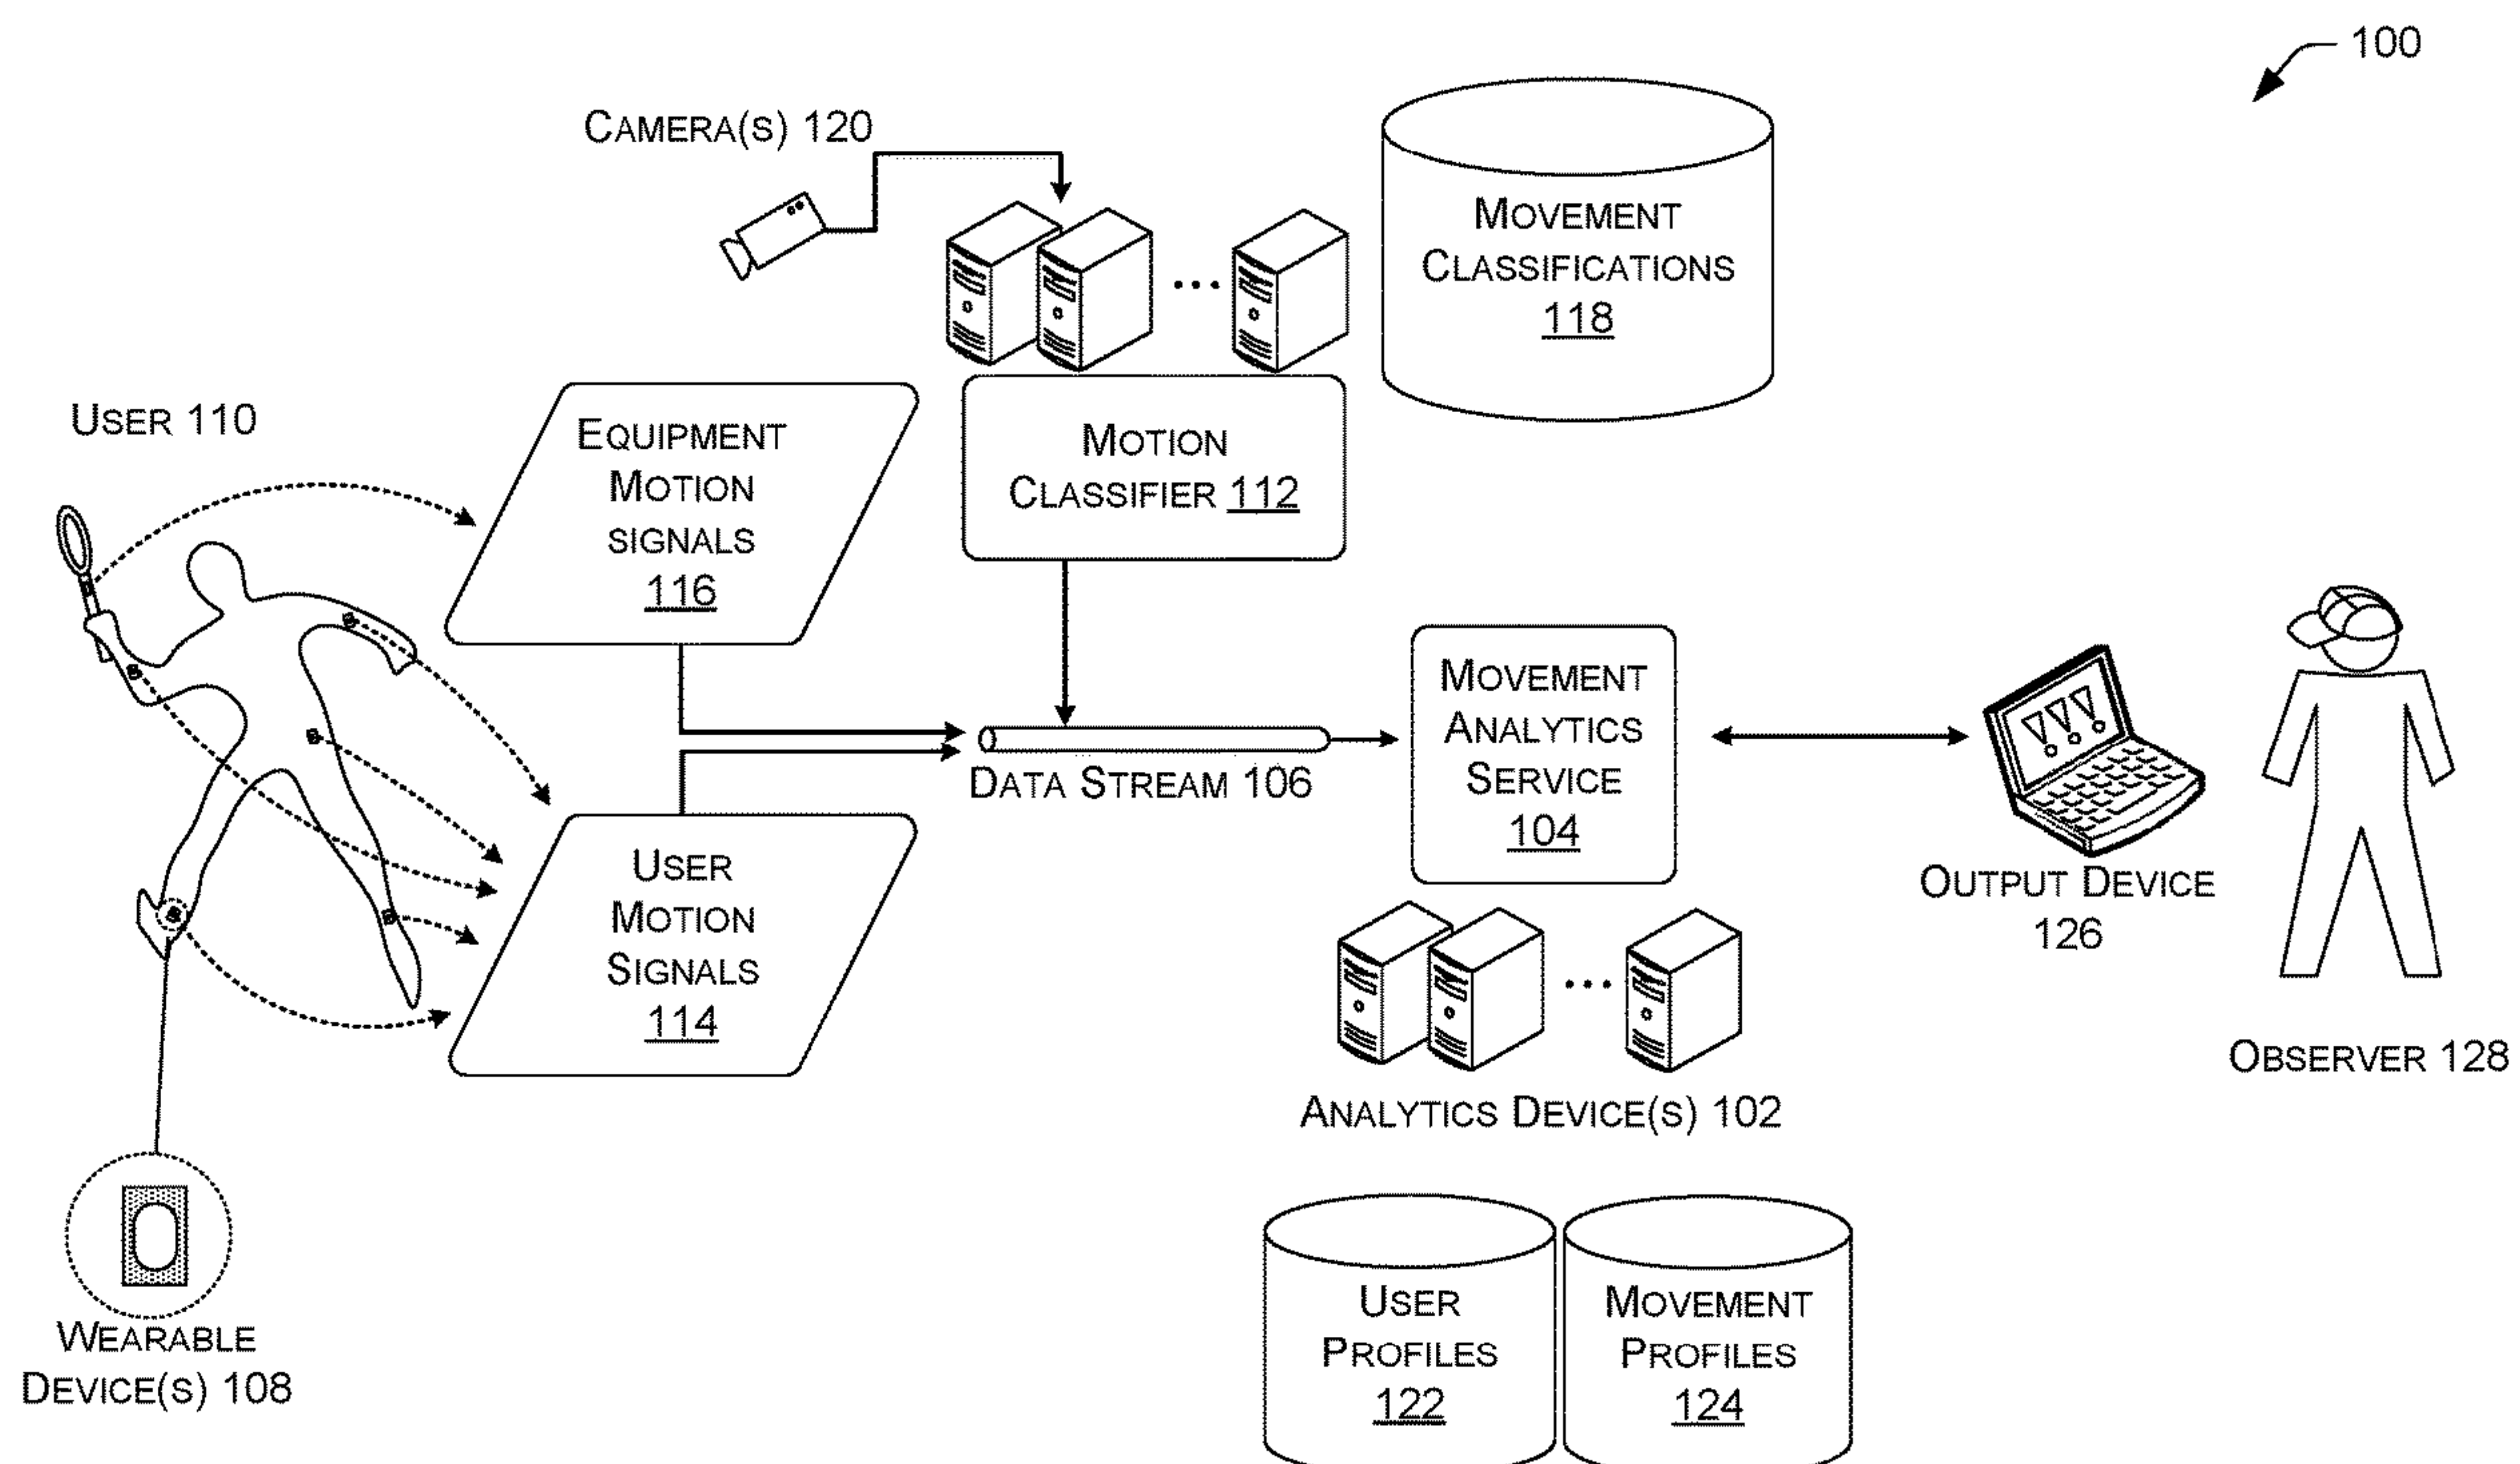 100
CAMERA(S) 120
MOVEMENT
CLASSIFICATIONS
118
USER 110
EQUIPMENT
MOTION
SIGNALS
116
MOTION
CLASSIFIER 112
MOVEMENT
ANALYTICS
SERVICE
104
DATA STREAM 106
USER
MOTION
SIGNALS
114
OUTPUT DEVICE
126
OBSERVER 128
ANALYTICS DEVICE(S) 102
WEARABLE
DEVICE(S) 108
USER
PROFILES
122
MOVEMENT
PROFILES
124
!!!